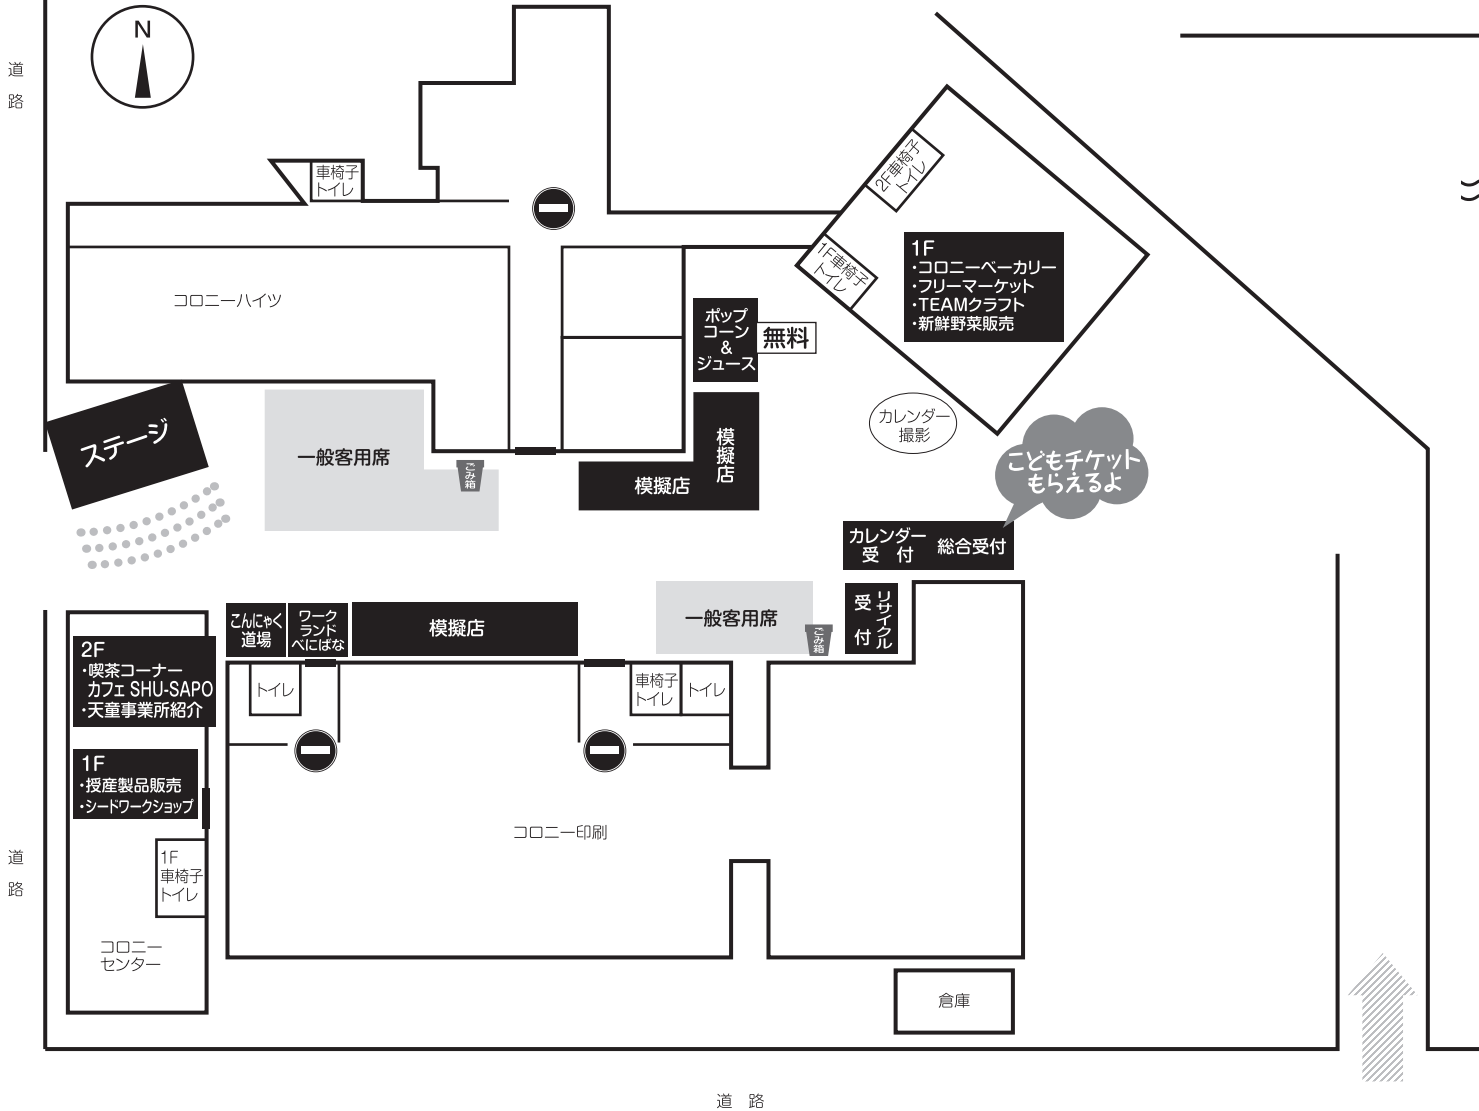 N
道
路
車椅子
トイレ
2F車椅子
トイレ
1F車椅子
トイレ
1F
・コロニーベーカリー
・フリーマーケット
・TEAMクラフト
・新鮮野菜販売
コロニーハイツ
ポップ
コーン
&
ジュース
無料
カレンダー
撮影
ステージ
一般客用席
ごみ箱
模擬店
模擬店
こどもチケット
もらえるよ
カレンダー
受 付
総合受付
こんにゃく
道場
ワーク
ランド
べにばな
模擬店
一般客用席
ごみ箱
リサイクル
受 付
2F
・喫茶コーナー
カフェ SHU-SAPO
・天童事業所紹介
トイレ
車椅子
トイレ
トイレ
1F
・授産製品販売
・シードワークショップ
コロニー印刷
道
路
1F
車椅子
トイレ
コロニー
センター
倉庫
道 路